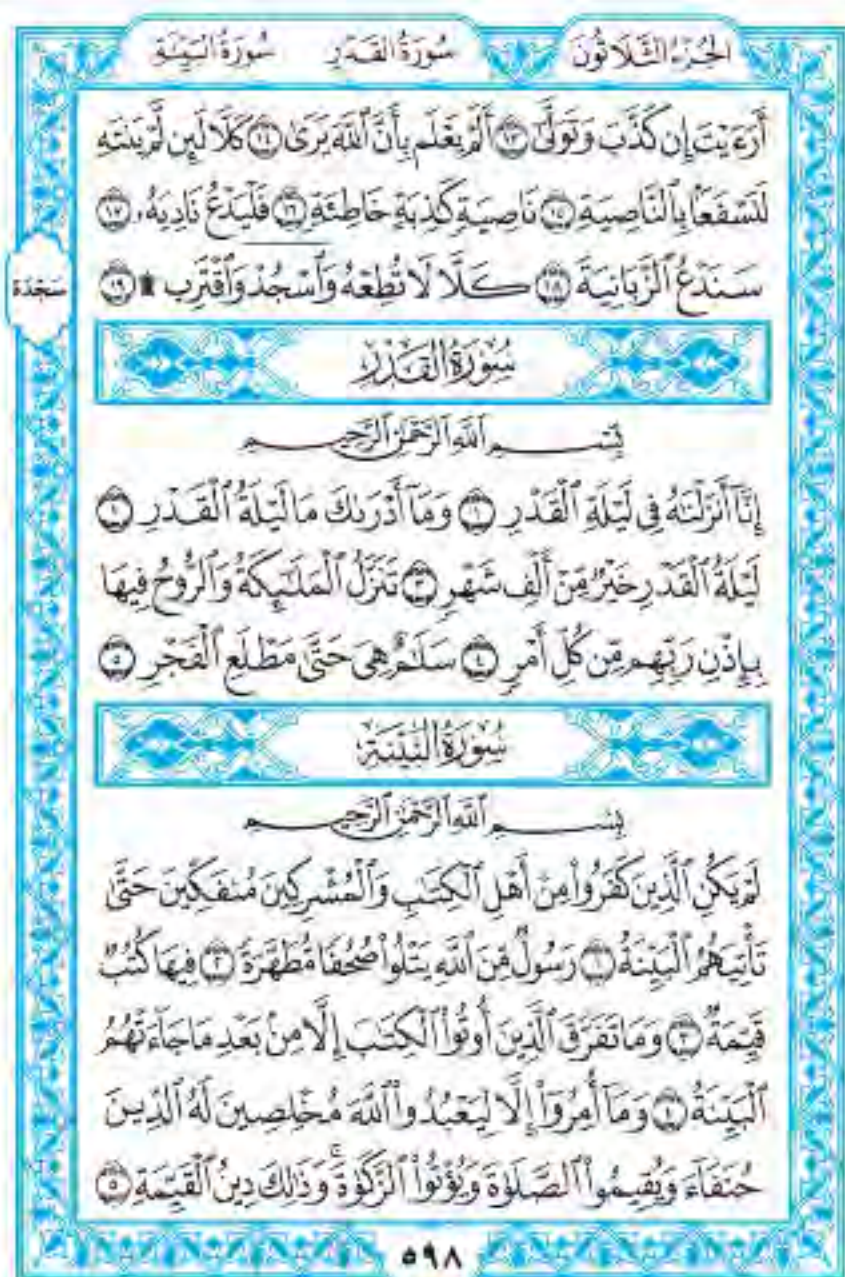 الجُزْءُ الثَّلَاثُونَ سُورَةُ القَدْرِ سُورَةُ البَيِّنَةِ
أَرَءَيْتَ إِن كَذَّبَ وَتَوَلَّىٰٓ ١٣ أَلَمْ يَعْلَم بِأَنَّ ٱللَّهَ يَرَىٰ ١٤ كَلَّا لَئِن لَّمْ يَنتَهِ
لَنَسْفَعًۢا بِٱلنَّاصِيَةِ ١٥ نَاصِيَةٖ كَٰذِبَةٍ خَاطِئَةٖ ١٦ فَلْيَدْعُ نَادِيَهُۥ ١٧
سَنَدْعُ ٱلزَّبَانِيَةَ ١٨ كَلَّا لَا تُطِعْهُ وَٱسْجُدْۤ وَٱقْتَرِب۩ ١٩
سَجْدَة
سُورَةُ القَدْرِ
بِسْمِ ٱللَّهِ ٱلرَّحْمَٰنِ ٱلرَّحِيمِ
إِنَّآ أَنزَلْنَٰهُ فِي لَيْلَةِ ٱلْقَدْرِ ١ وَمَآ أَدْرَىٰكَ مَا لَيْلَةُ ٱلْقَدْرِ ٢
لَيْلَةُ ٱلْقَدْرِ خَيْرٌ مِّنْ أَلْفِ شَهْرٍ ٣ تَنَزَّلُ ٱلْمَلَٰٓئِكَةُ وَٱلرُّوحُ فِيهَا
بِإِذْنِ رَبِّهِم مِّن كُلِّ أَمْرٍ ٤ سَلَٰمٌ هِيَ حَتَّىٰ مَطْلَعِ ٱلْفَجْرِ ٥
سُورَةُ البَيِّنَةِ
بِسْمِ ٱللَّهِ ٱلرَّحْمَٰنِ ٱلرَّحِيمِ
لَمْ يَكُنِ ٱلَّذِينَ كَفَرُوا۟ مِنْ أَهْلِ ٱلْكِتَٰبِ وَٱلْمُشْرِكِينَ مُنفَكِّينَ حَتَّىٰ
تَأْتِيَهُمُ ٱلْبَيِّنَةُ ١ رَسُولٌ مِّنَ ٱللَّهِ يَتْلُوا۟ صُحُفًا مُّطَهَّرَةً ٢ فِيهَا كُتُبٌ
قَيِّمَةٌ ٣ وَمَا تَفَرَّقَ ٱلَّذِينَ أُوتُوا۟ ٱلْكِتَٰبَ إِلَّا مِنۢ بَعْدِ مَا جَآءَتْهُمُ
ٱلْبَيِّنَةُ ٤ وَمَآ أُمِرُوٓا۟ إِلَّا لِيَعْبُدُوا۟ ٱللَّهَ مُخْلِصِينَ لَهُ ٱلدِّينَ
حُنَفَآءَ وَيُقِيمُوا۟ ٱلصَّلَوٰةَ وَيُؤْتُوا۟ ٱلزَّكَوٰةَ ۚ وَذَٰلِكَ دِينُ ٱلْقَيِّمَةِ ٥
٥٩٨